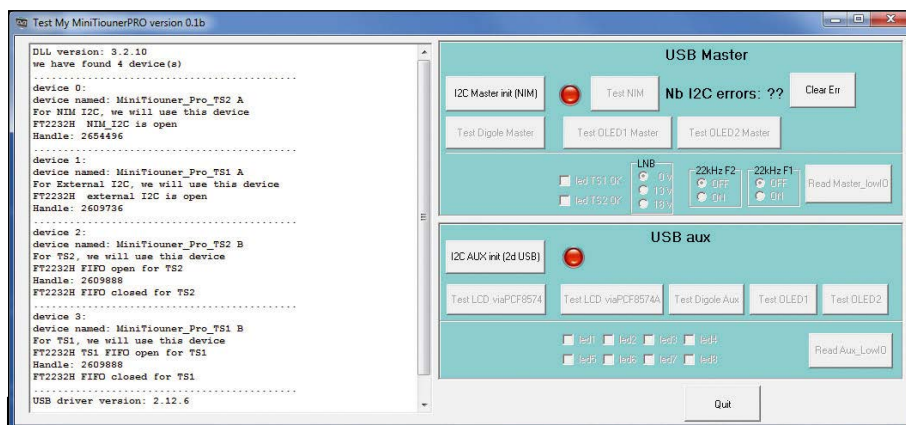 Test My MiniTiounerPRO version 0.1b
DLL version: 3.2.10
we have found 4 device(s)
device 0:
device named: MiniTiouner_Pro_TS2 A
For NIM I2C, we will use this device
FT2232H NIM_I2C is open
Handle: 2654496
device 1:
device named: MiniTiouner_Pro_TS1 A
For External I2C, we will use this device
FT2232H external I2C is open
Handle: 2609736
device 2:
device named: MiniTiouner_Pro_TS2 B
For TS2, we will use this device
FT2232H FIFO open for TS2
Handle: 2609888
FT2232H FIFO closed for TS2
device 3:
device named: MiniTiouner_Pro_TS1 B
For TS1, we will use this device
FT2232H TS1 FIFO open for TS1
Handle: 2609888
FT2232H FIFO closed for TS1
USB driver version: 2.12.6
USB Master
I2C Master init (NIM)
Test NIM
Nb I2C errors: ??
Clear Err
Test Digole Master
Test OLED1 Master
Test OLED2 Master
led TS1 OK
led TS2 OK
LNB
0 V
13 V
18 V
22kHz F2
OFF
On
22kHz F1
OFF
On
Read Master_lowIO
USB aux
I2C AUX init (2d USB)
Test LCD viaPCF8574
Test LCD viaPCF8574A
Test Digole Aux
Test OLED1
Test OLED2
led1 led2 led3 led4
led5 led6 led7 led8
Read Aux_LowIO
Quit